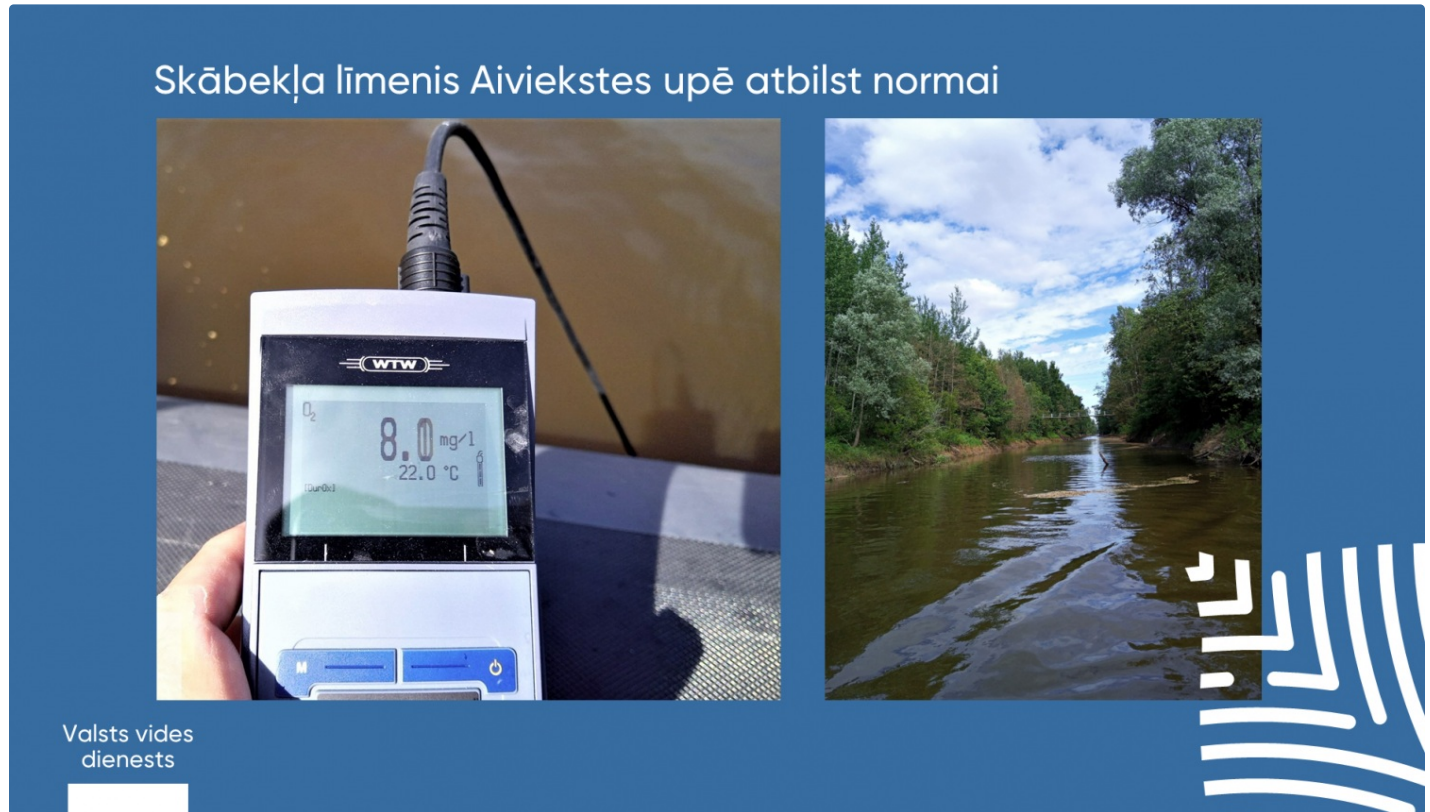 Skābekļa līmenis Aiviekstes upē atbilst normai
WTW
O₂
8.0 mg/l
22.0 °C
M
Valsts vides
dienests